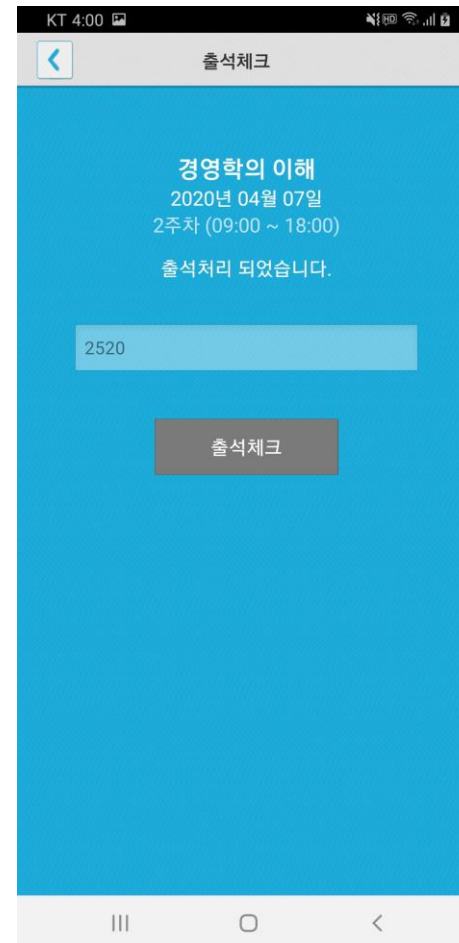 KT 4:00
출석체크
경영학의 이해
2020년 04월 07일
2주차 (09:00 ~ 18:00)
출석처리 되었습니다.
2520
출석체크